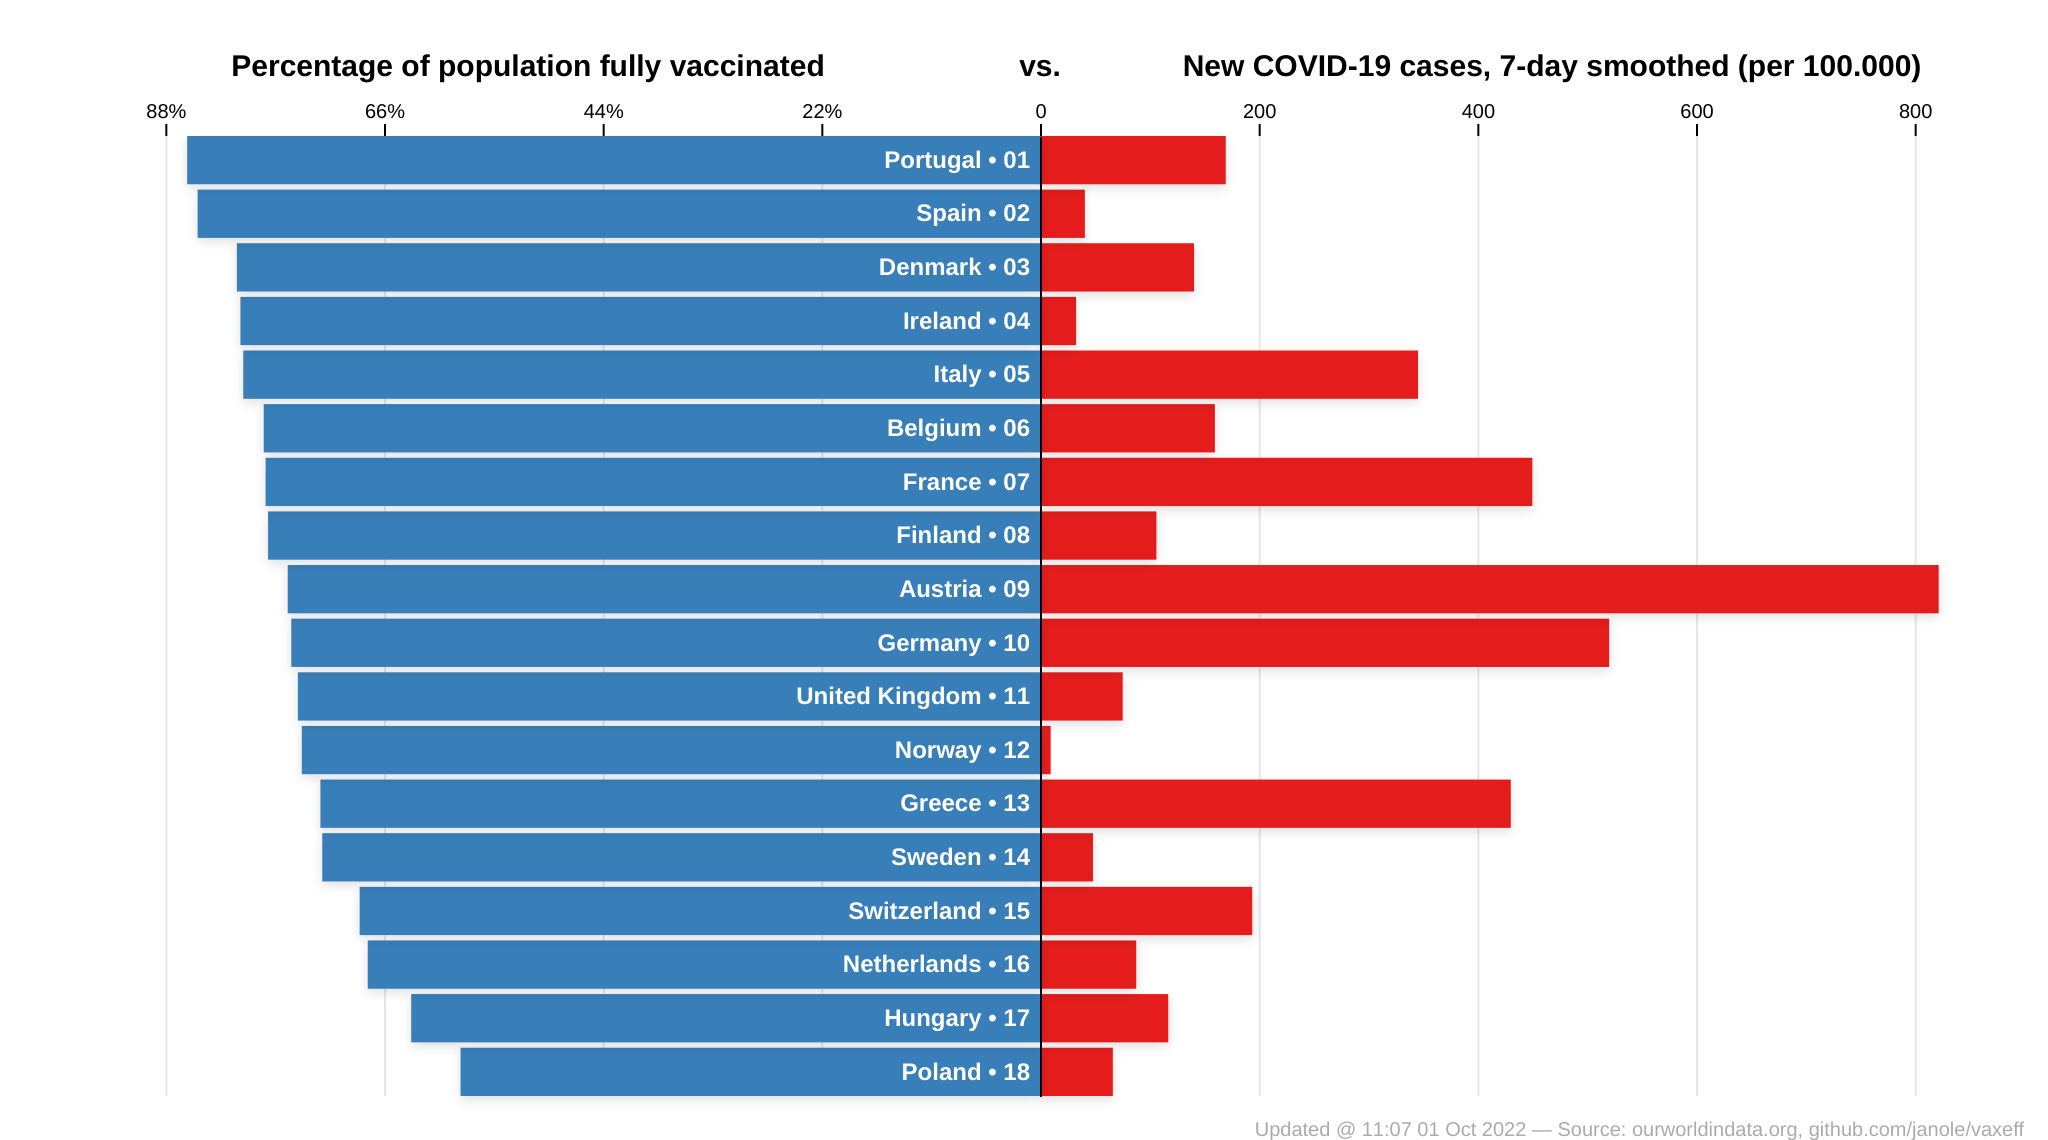 Percentage of population fully vaccinated vs. New COVID-19 cases, 7-day smoothed (per 100.000)
88% 66% 44% 22% 0 200 400 600 800
Portugal • 01
Spain • 02
Denmark • 03
Ireland • 04
Italy • 05
Belgium • 06
France • 07
Finland • 08
Austria • 09
Germany • 10
United Kingdom • 11
Norway • 12
Greece • 13
Sweden • 14
Switzerland • 15
Netherlands • 16
Hungary • 17
Poland • 18
Updated @ 11:07 01 Oct 2022 — Source: ourworldindata.org, github.com/janole/vaxeff